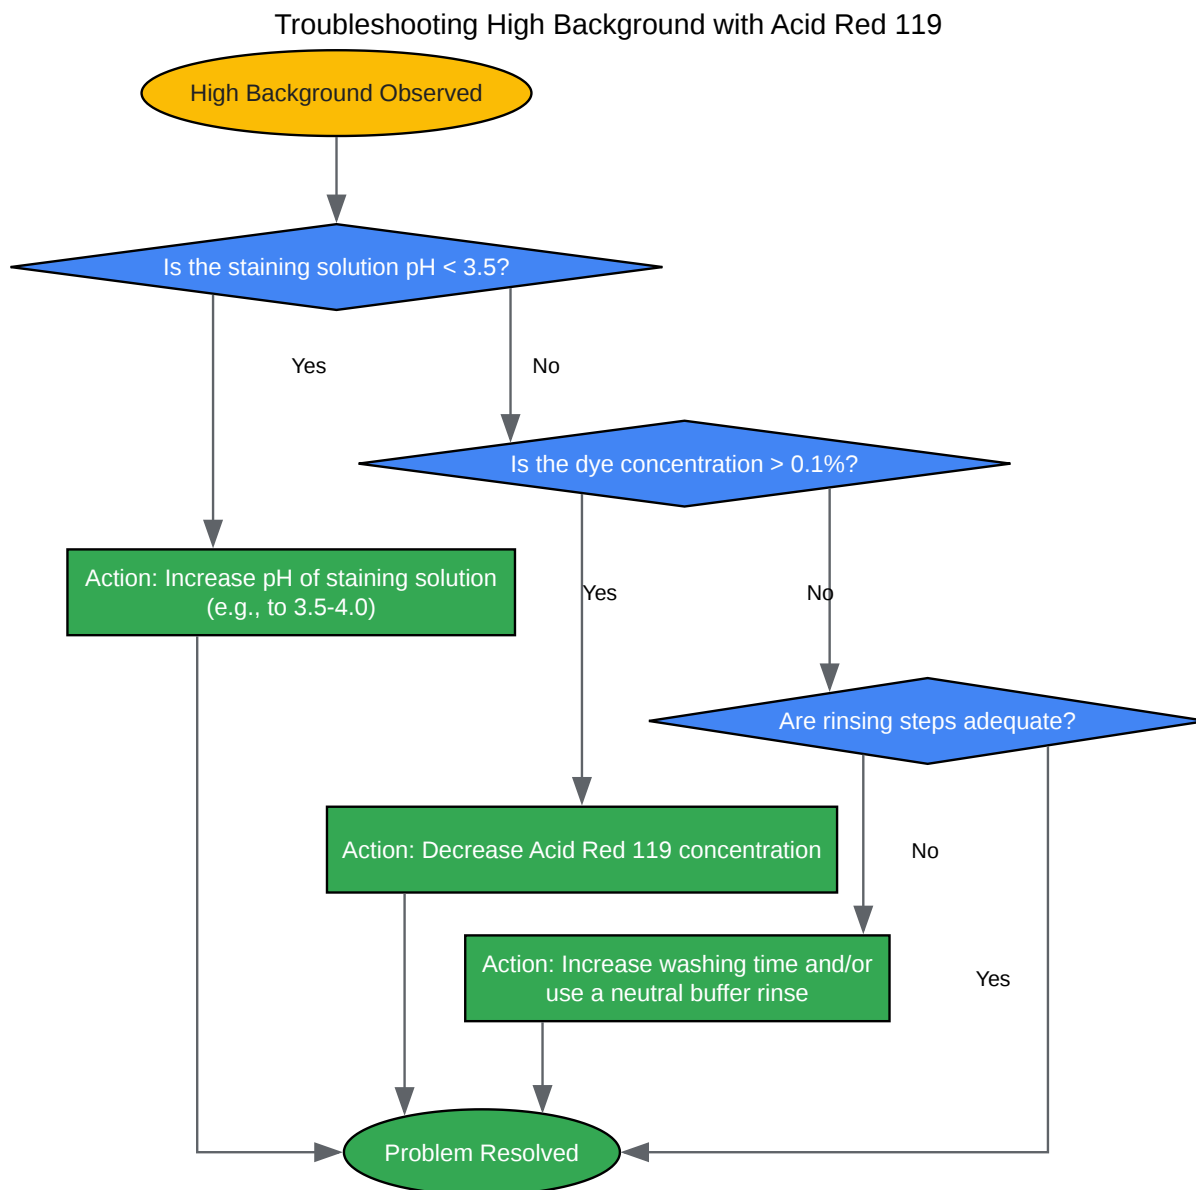 Troubleshooting High Background with Acid Red 119
High Background Observed
Is the staining solution pH < 3.5?
Yes
No
Is the dye concentration > 0.1%?
Action: Increase pH of staining solution
(e.g., to 3.5-4.0)
Yes
No
Are rinsing steps adequate?
Action: Decrease Acid Red 119 concentration
No
Action: Increase washing time and/or
use a neutral buffer rinse
Yes
Problem Resolved